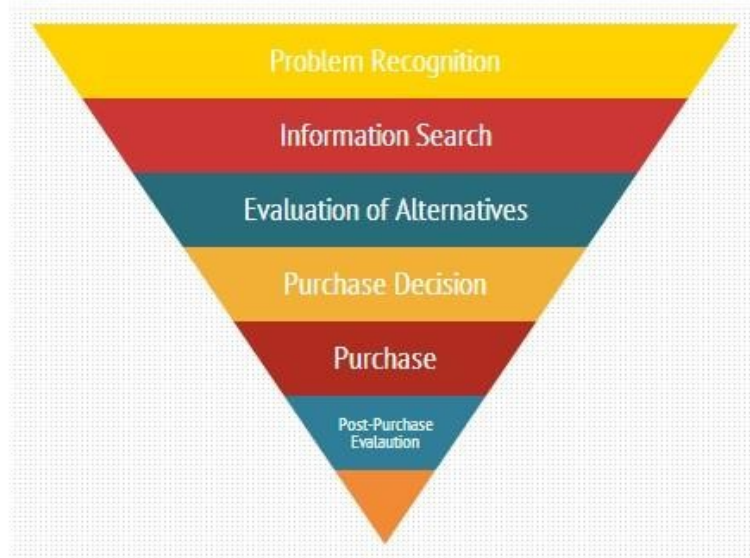 Problem Recognition
Information Search
Evaluation of Alternatives
Purchase Decision
Purchase
Post-Purchase
Evalaution